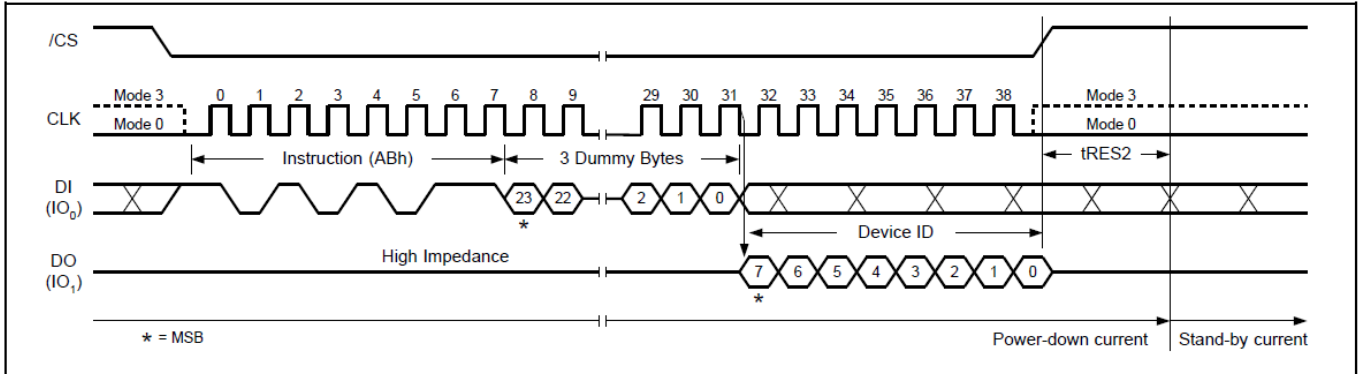 /CS
Mode 3 0 1 2 3 4 5 6 7 8 9 29 30 31 32 33 34 35 36 37 38 Mode 3
CLK
Mode 0 Mode 0
Instruction (ABh) 3 Dummy Bytes tRES2
DI
(IO0) 23 22 2 1 0
*
Device ID
High Impedance
DO
(IO1) 7 6 5 4 3 2 1 0
*
* = MSB Power-down current Stand-by current